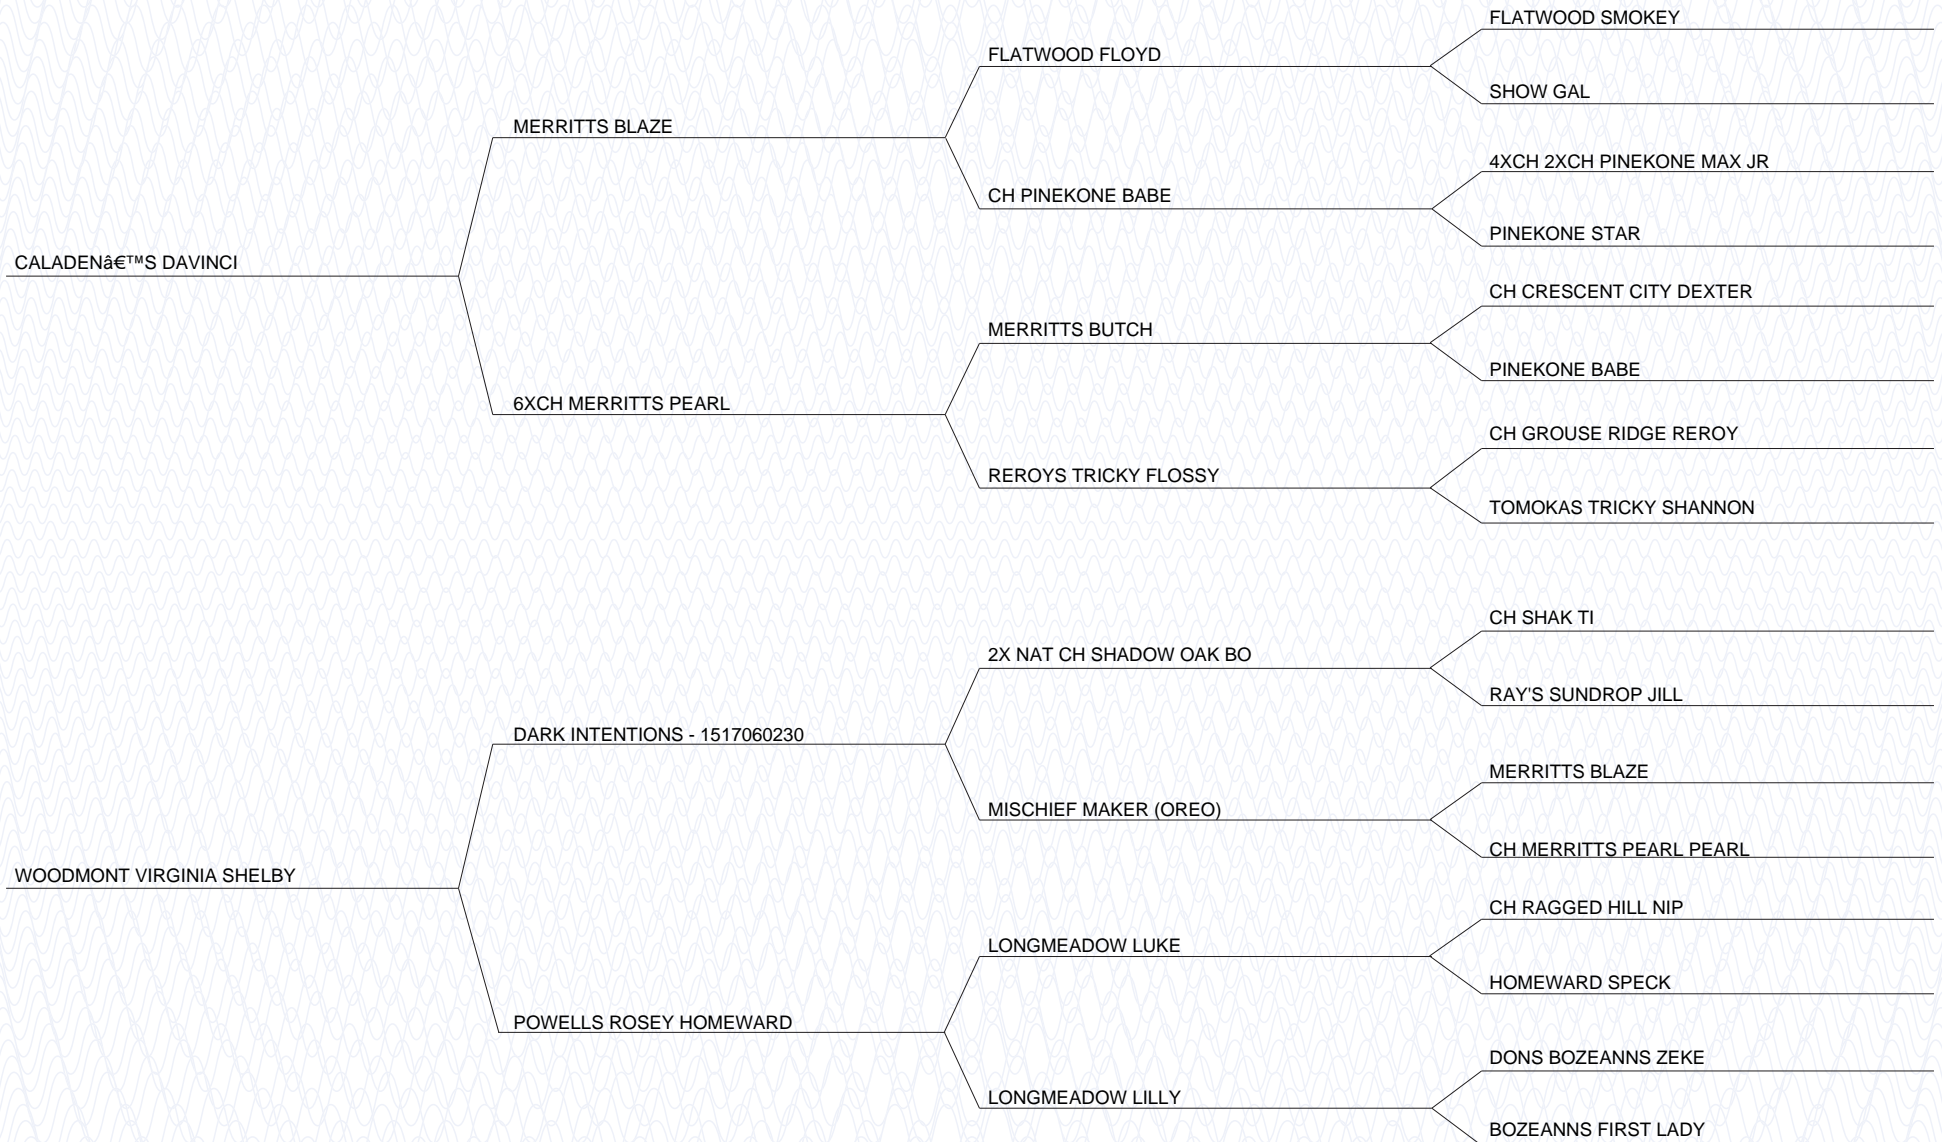 FLATWOOD SMOKEY
FLATWOOD FLOYD
SHOW GAL
MERRITTS BLAZE
4XCH 2XCH PINEKONE MAX JR
CH PINEKONE BABE
PINEKONE STAR
CALADENâ€™S DAVINCI
CH CRESCENT CITY DEXTER
MERRITTS BUTCH
PINEKONE BABE
6XCH MERRITTS PEARL
CH GROUSE RIDGE REROY
REROYS TRICKY FLOSSY
TOMOKAS TRICKY SHANNON
CH SHAK TI
2X NAT CH SHADOW OAK BO
RAY'S SUNDROP JILL
DARK INTENTIONS - 1517060230
MERRITTS BLAZE
MISCHIEF MAKER (OREO)
CH MERRITTS PEARL PEARL
WOODMONT VIRGINIA SHELBY
CH RAGGED HILL NIP
LONGMEADOW LUKE
HOMEWARD SPECK
POWELLS ROSEY HOMEWARD
DONS BOZEANNS ZEKE
LONGMEADOW LILLY
BOZEANNS FIRST LADY